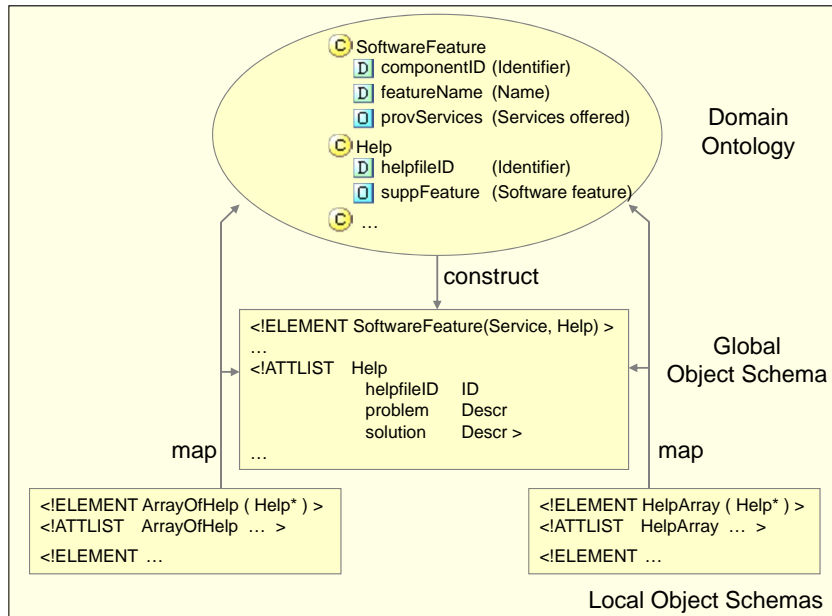 C SoftwareFeature
D componentID (Identifier)
D featureName (Name)
O provServices (Services offered)
C Help
D helpfileID (Identifier)
O suppFeature (Software feature)
C …
Domain
Ontology
construct
<!ELEMENT SoftwareFeature(Service, Help) >
…
<!ATTLIST Help
helpfileID ID
problem Descr
solution Descr >
…
Global
Object Schema
map
map
<!ELEMENT ArrayOfHelp ( Help* ) >
<!ATTLIST ArrayOfHelp … >
<!ELEMENT …
<!ELEMENT HelpArray ( Help* ) >
<!ATTLIST HelpArray … >
<!ELEMENT …
Local Object Schemas